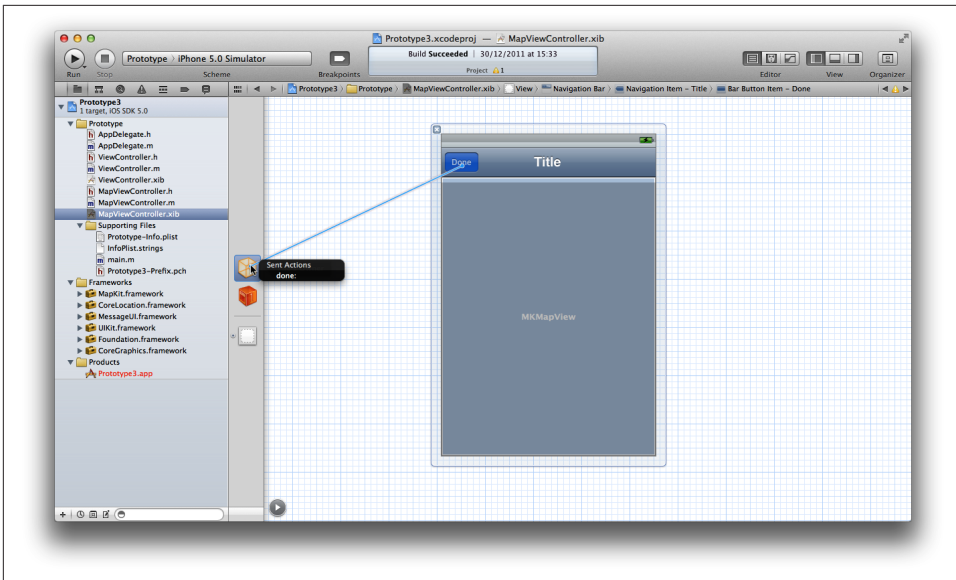 Prototype3.xcodeproj — MapViewController.xib
Prototype iPhone 5.0 Simulator
Build Succeeded | 30/12/2011 at 15:33
Project 1
Run Stop Scheme Breakpoints Editor View Organizer
Prototype3 Prototype MapViewController.xib View Navigation Bar Navigation Item – Title Bar Button Item – Done
Prototype3
1 target, iOS SDK 5.0
Prototype
AppDelegate.h
AppDelegate.m
ViewController.h
ViewController.m
ViewController.xib
MapViewController.h
MapViewController.m
MapViewController.xib
Supporting Files
Prototype-Info.plist
InfoPlist.strings
main.m
Prototype3-Prefix.pch
Frameworks
MapKit.framework
CoreLocation.framework
MessageUI.framework
UIKit.framework
Foundation.framework
CoreGraphics.framework
Products
Prototype3.app
Sent Actions
done:
Done
Title
MKMapView